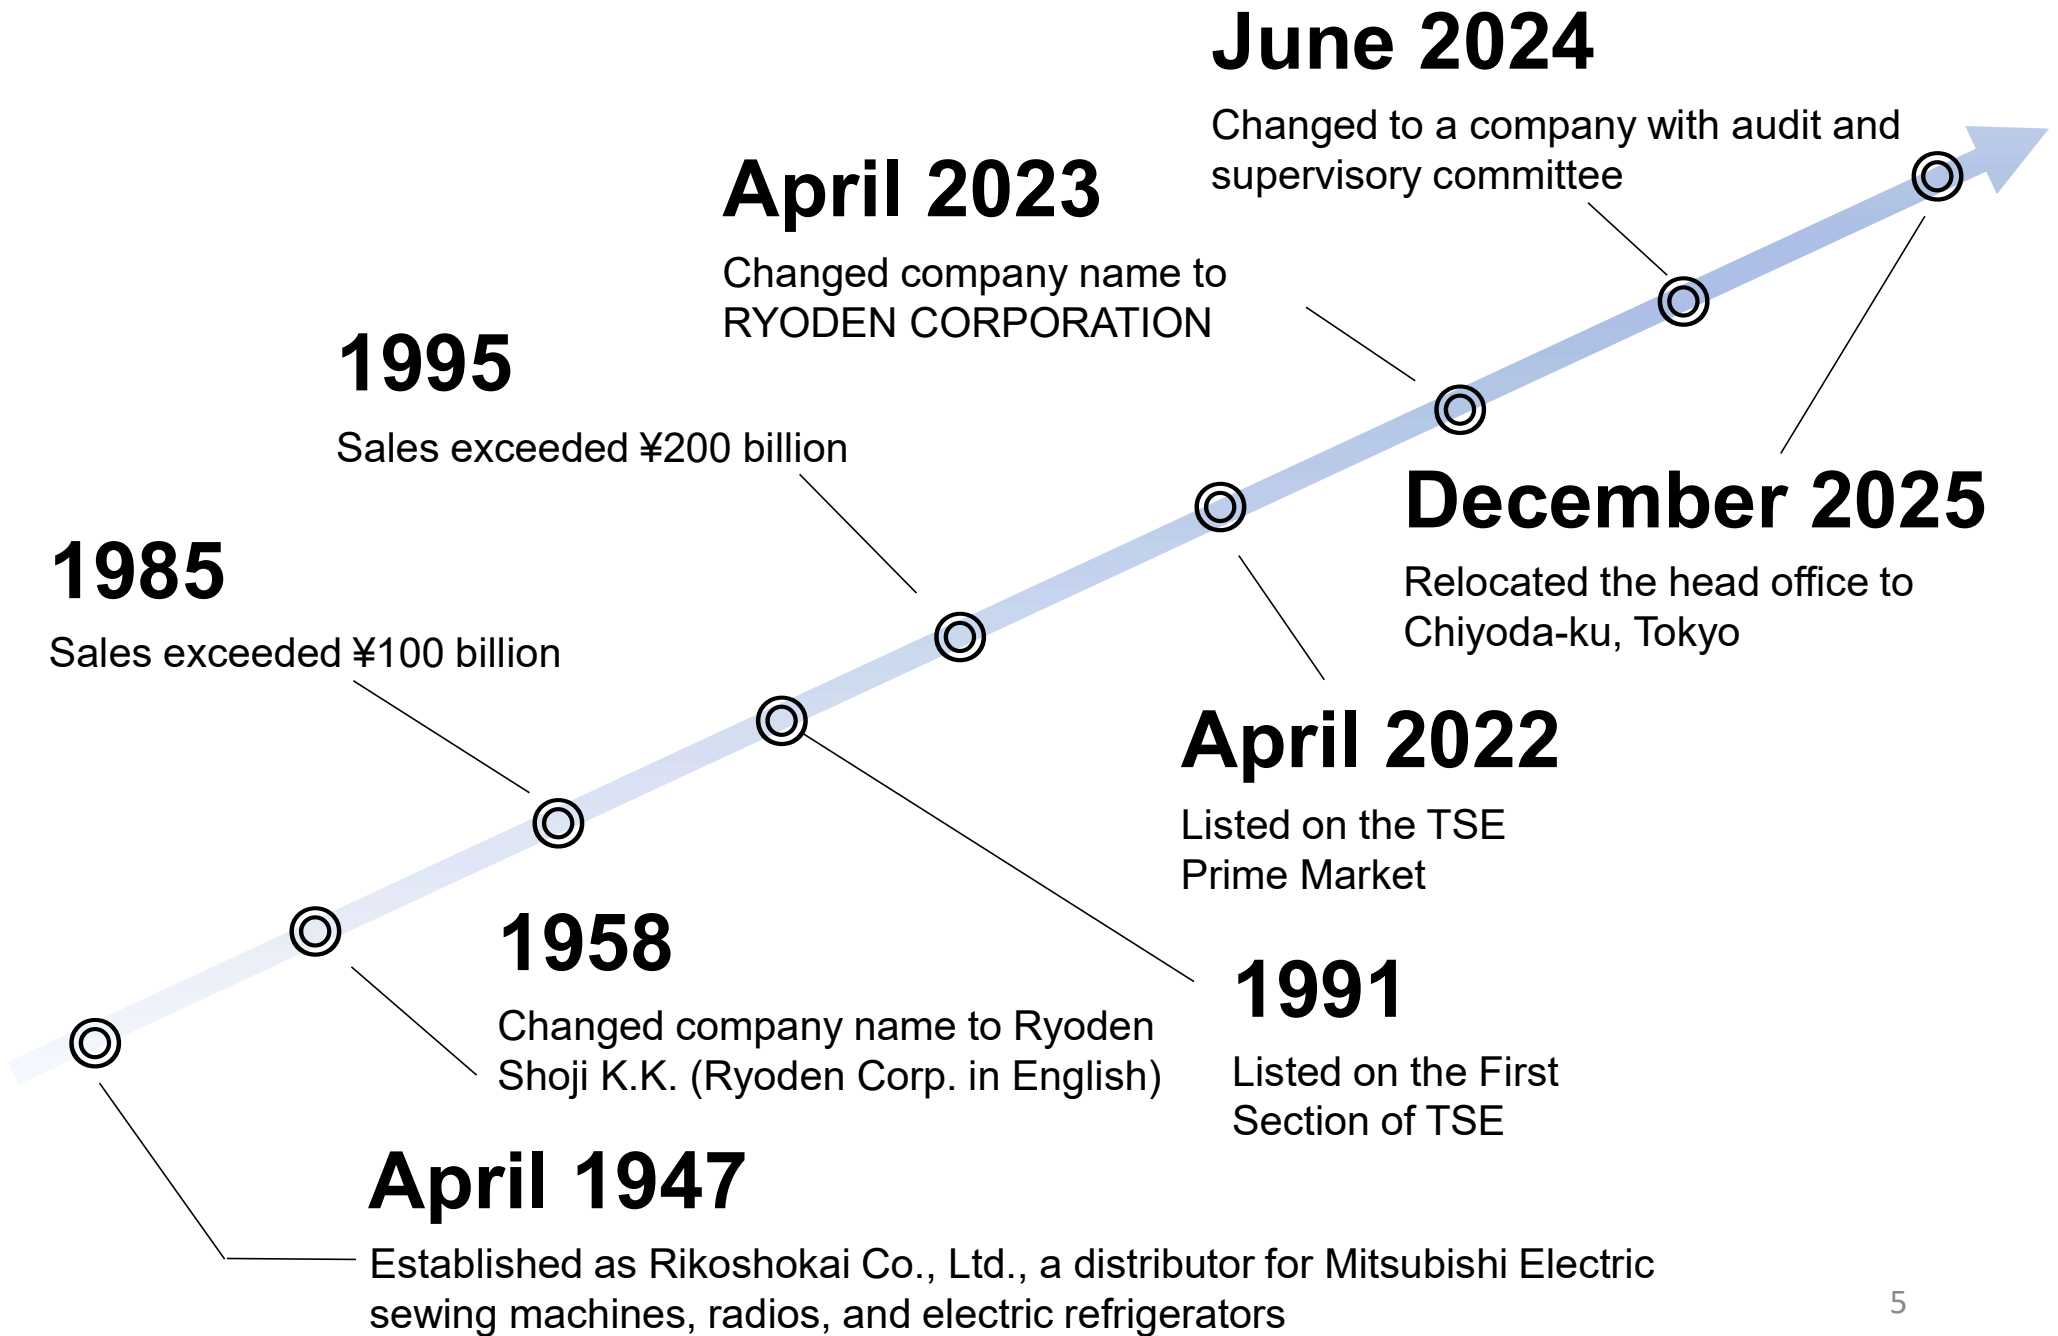 June 2024
Changed to a company with audit and
supervisory committee
April 2023
Changed company name to
RYODEN CORPORATION
1995
Sales exceeded ¥200 billion
December 2025
Relocated the head office to
Chiyoda-ku, Tokyo
1985
Sales exceeded ¥100 billion
April 2022
Listed on the TSE
Prime Market
1958
Changed company name to Ryoden
Shoji K.K. (Ryoden Corp. in English)
1991
Listed on the First
Section of TSE
April 1947
Established as Rikoshokai Co., Ltd., a distributor for Mitsubishi Electric
sewing machines, radios, and electric refrigerators
5